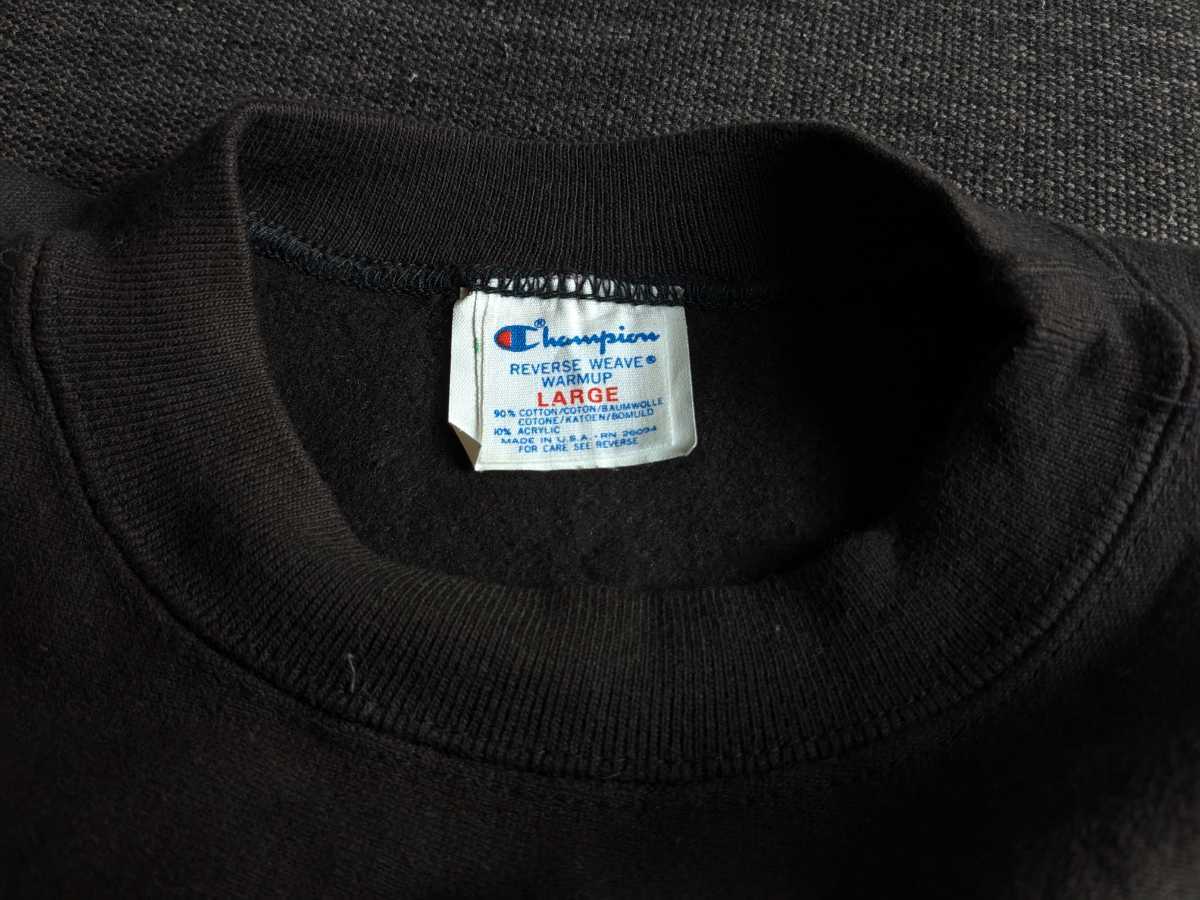 Champion®
REVERSE WEAVE®
WARMUP
LARGE
90% COTTON/COTON/BAUMWOLLE
COTONE/KATOEN/BOMULD
10% ACRYLIC
MADE IN U.S.A. - RN 26094
FOR CARE SEE REVERSE